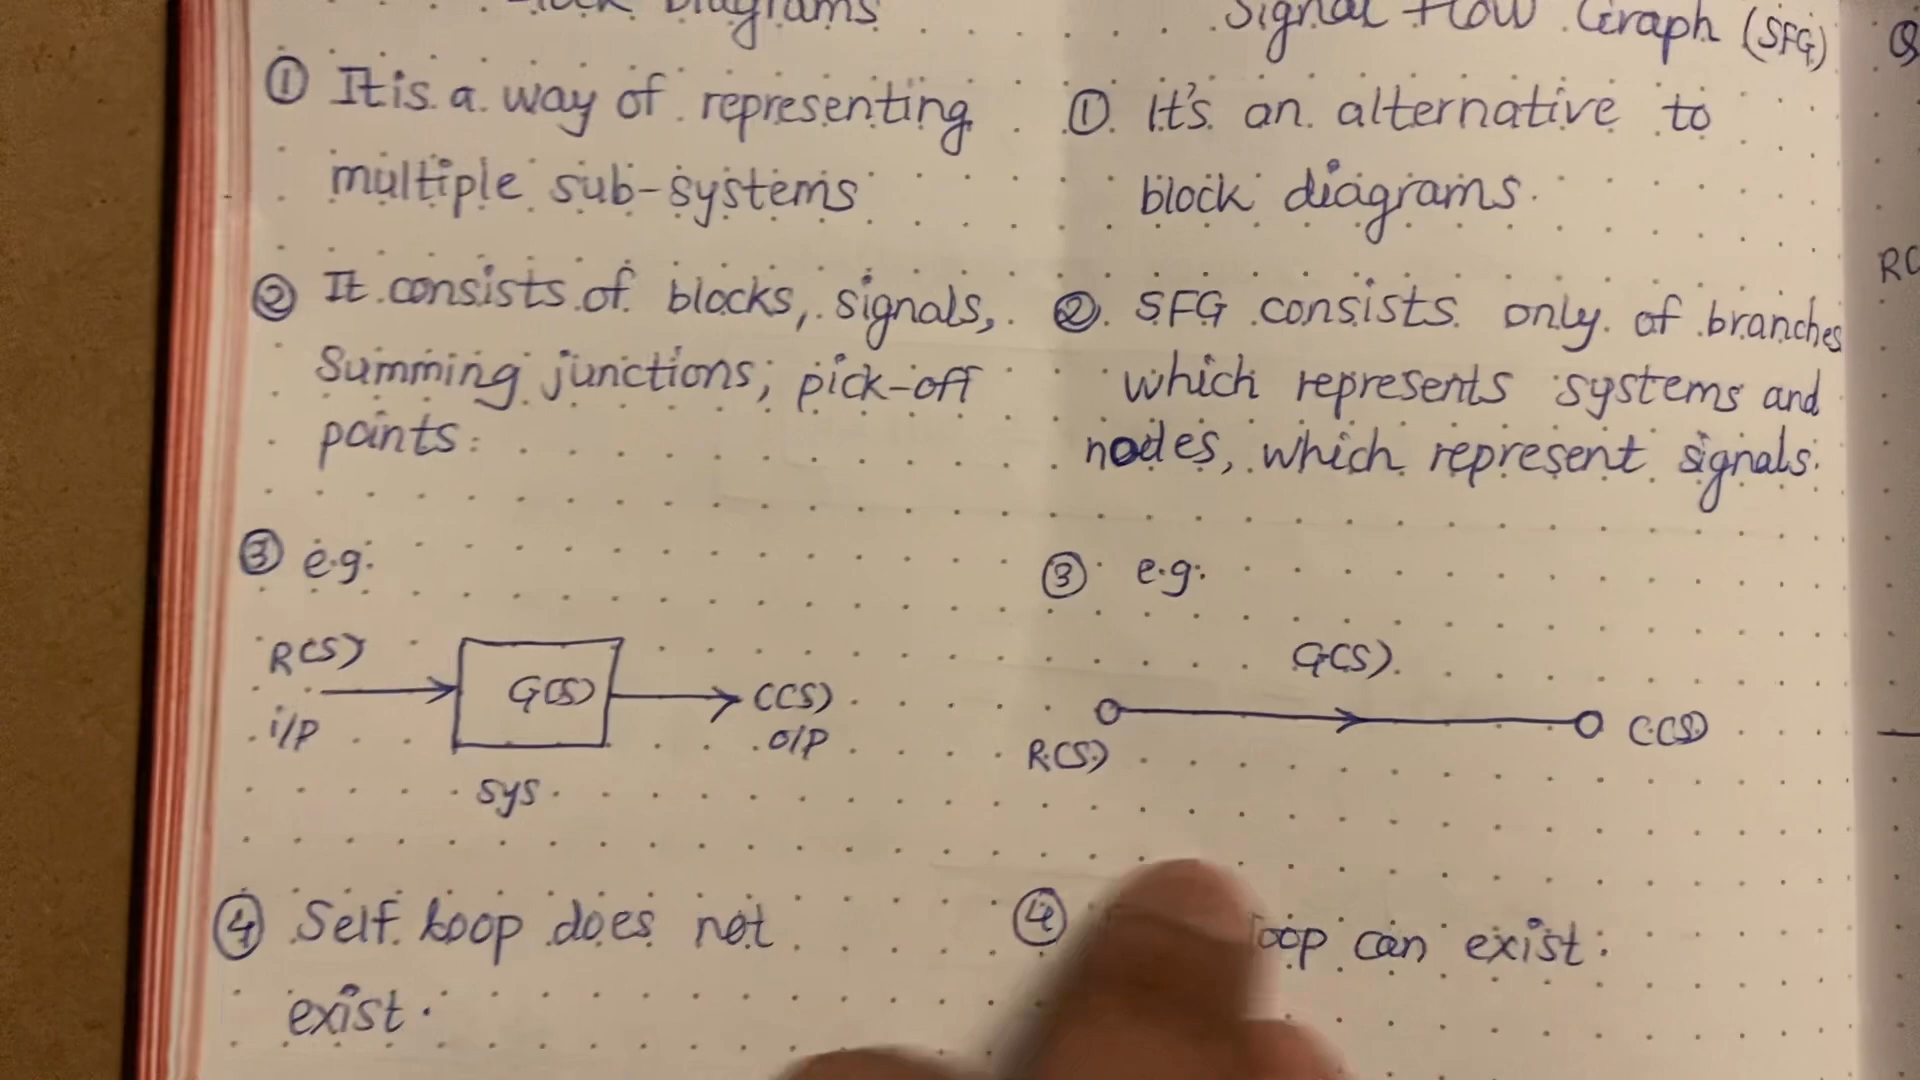 Block Diagrams
① It is a way of representing
multiple sub-systems
② It consists of blocks, signals,
Summing junctions, pick-off
points.
③ e.g.
R(S)
G(S)
C(S)
i/p
o/p
sys
④ Self loop does not
exist.
Signal Flow Graph (SFG)
① It's an alternative to
block diagrams.
② SFG consists only of branches
which represents systems and
nodes, which represent signals.
③ e.g.
G(S)
R(S)
C(S)
④ loop can exist.